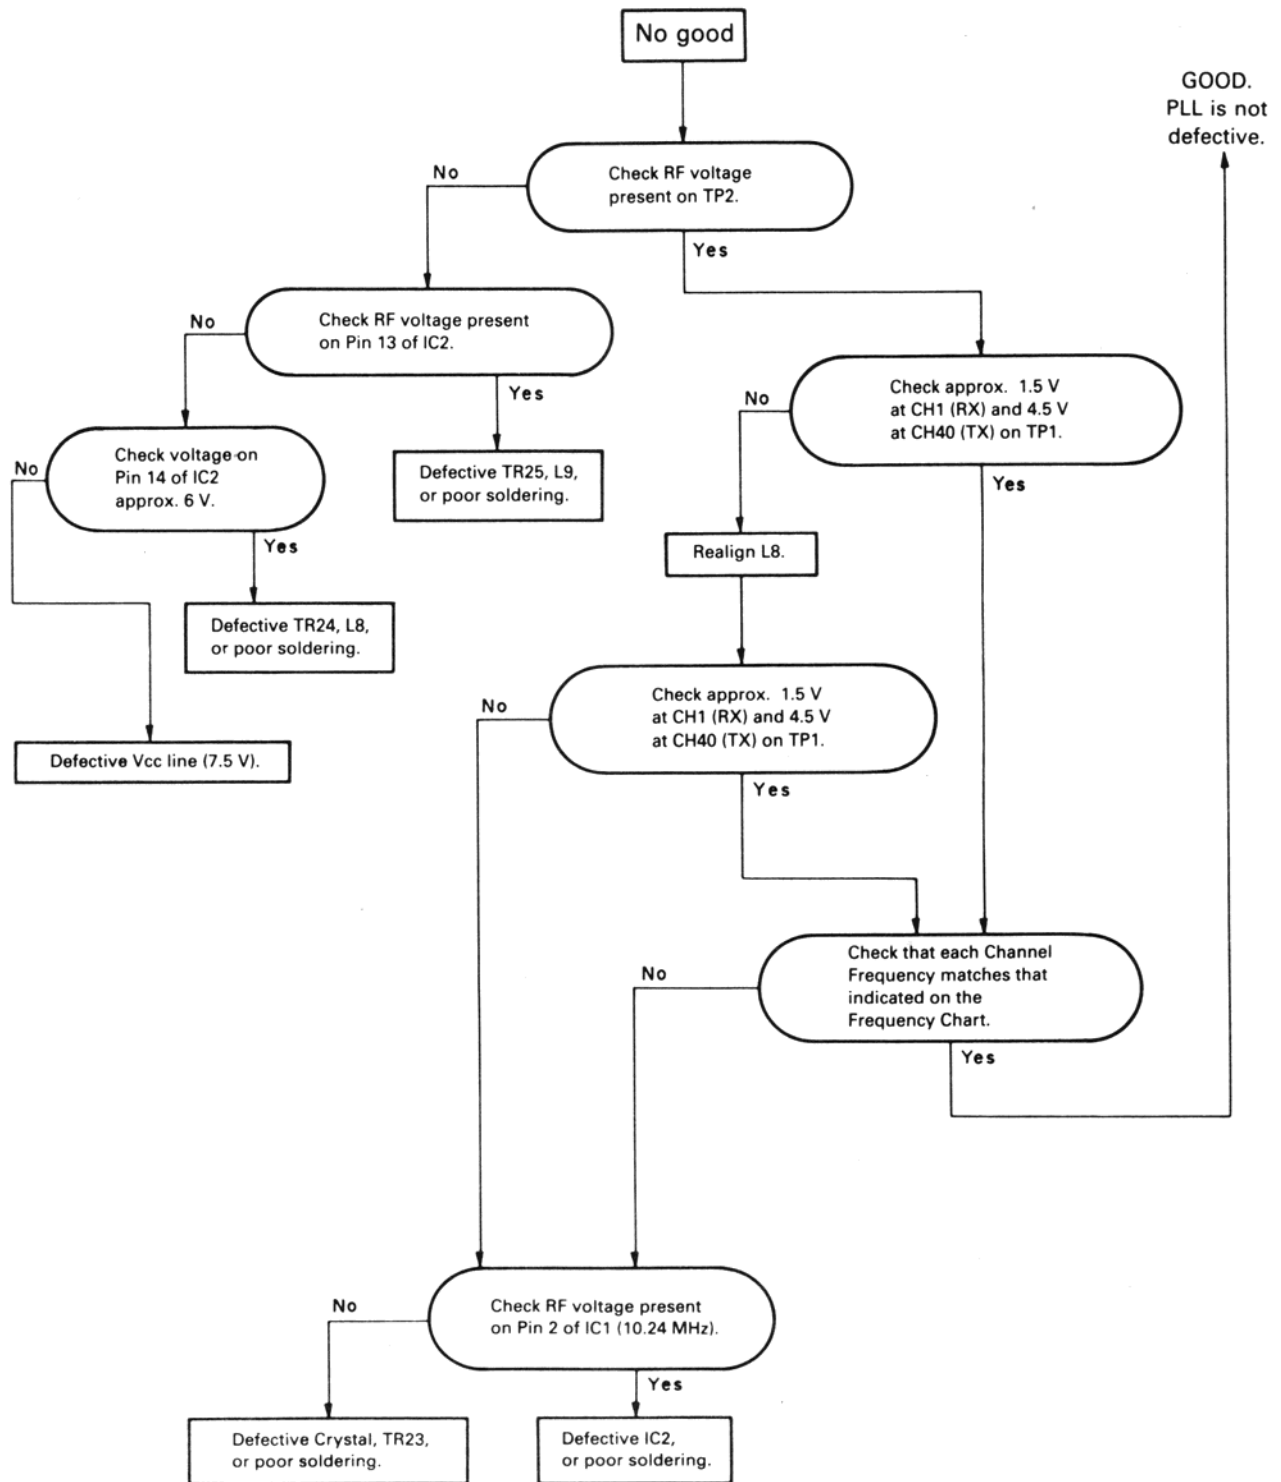 No good
GOOD.
PLL is not
defective.
No
Check RF voltage
present on TP2.
Yes
No
Check RF voltage present
on Pin 13 of IC2.
Yes
No
Check approx. 1.5 V
at CH1 (RX) and 4.5 V
at CH40 (TX) on TP1.
Yes
No
Check voltage on
Pin 14 of IC2
approx. 6 V.
Yes
Defective TR25, L9,
or poor soldering.
Realign L8.
Defective TR24, L8,
or poor soldering.
Defective Vcc line (7.5 V).
No
Check approx. 1.5 V
at CH1 (RX) and 4.5 V
at CH40 (TX) on TP1.
Yes
No
Check that each Channel
Frequency matches that
indicated on the
Frequency Chart.
Yes
No
Check RF voltage present
on Pin 2 of IC1 (10.24 MHz).
Yes
Defective Crystal, TR23,
or poor soldering.
Defective IC2,
or poor soldering.